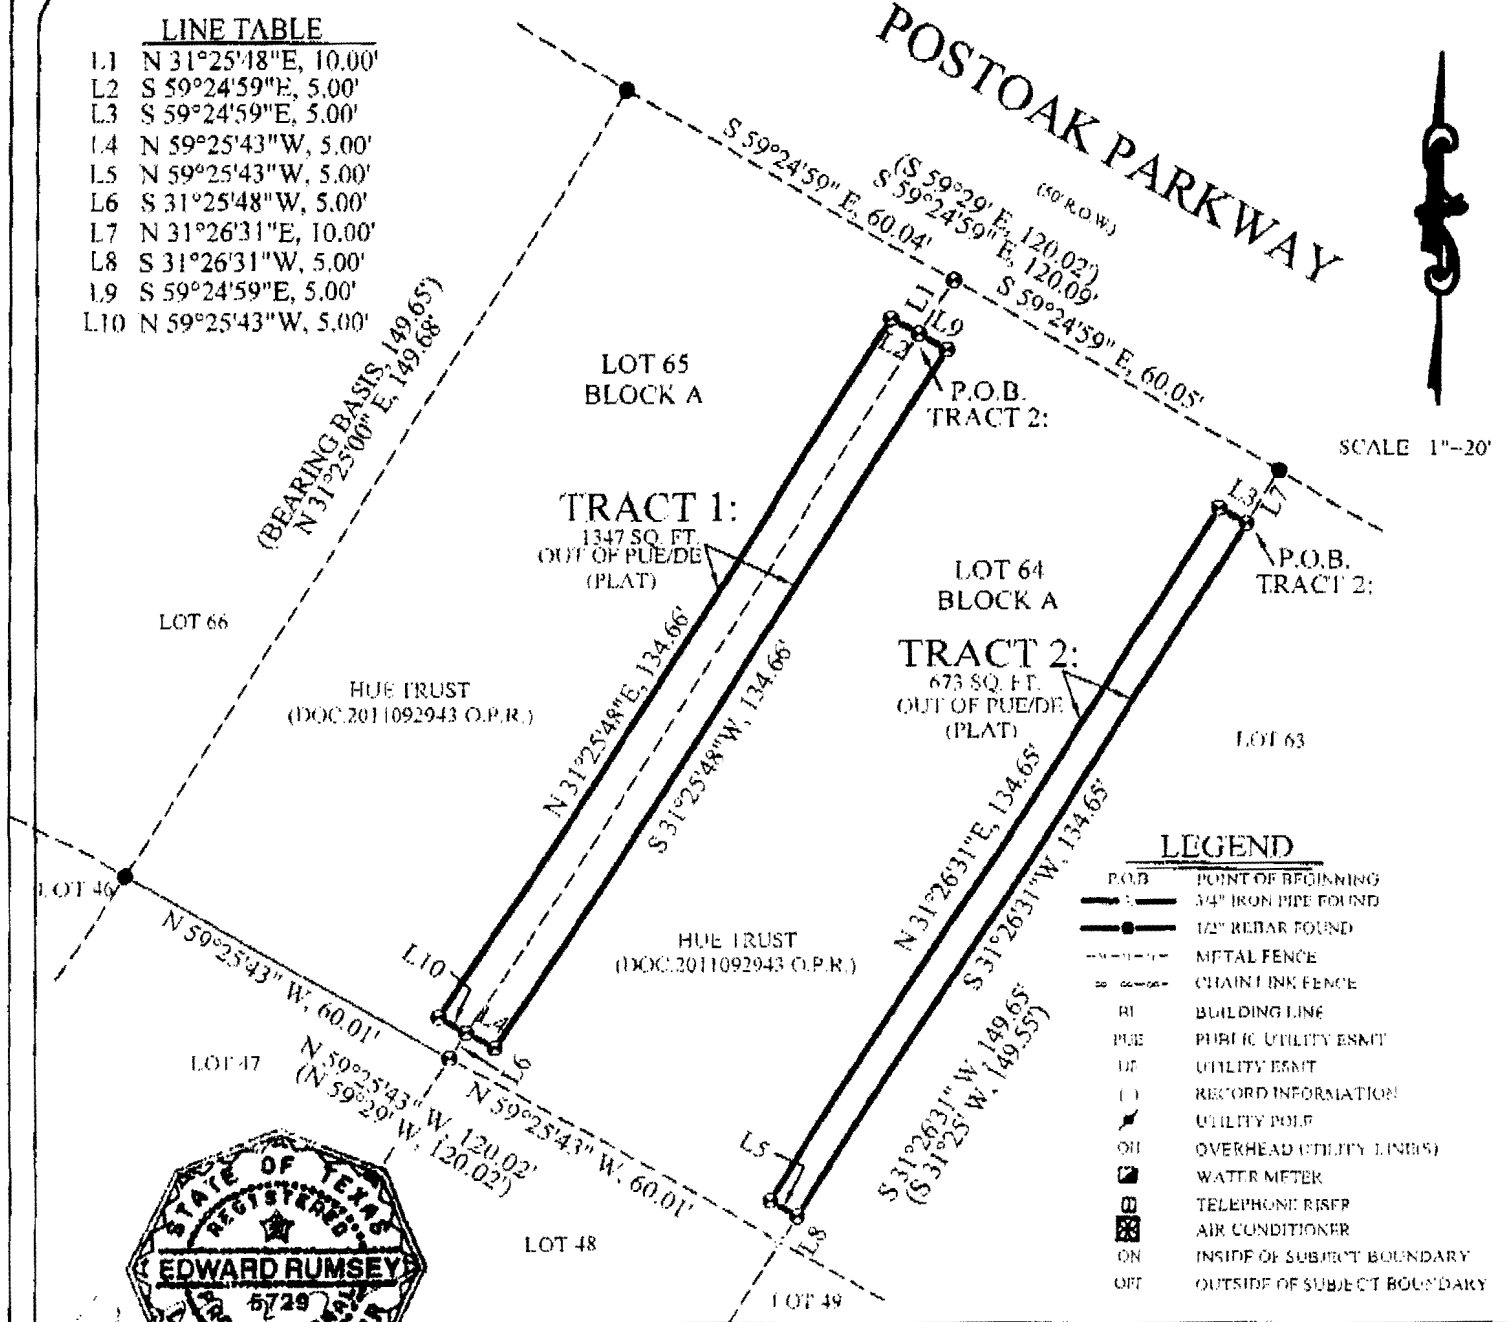 LINE TABLE
L1 N 31°25'48"E, 10.00'
L2 S 59°24'59"E, 5.00'
L3 S 59°24'59"E, 5.00'
L4 N 59°25'43"W, 5.00'
L5 N 59°25'43"W, 5.00'
L6 S 31°25'48"W, 5.00'
L7 N 31°26'31"E, 10.00'
L8 S 31°26'31"W, 5.00'
L9 S 59°24'59"E, 5.00'
L10 N 59°25'43"W, 5.00'
POSTOAK PARKWAY
(50' R.O.W.)
(S 59°29' E, 120.02')
S 59°24'59" E, 120.09'
S 59°24'59" E, 60.04'
S 59°24'59" E, 60.05'
SCALE 1"=20'
(BEARING BASIS, 149.65')
N 31°25'00" E, 149.68'
L1
L9
L2
LOT 65
BLOCK A
P.O.B.
TRACT 2:
L3
L7
P.O.B.
TRACT 2:
TRACT 1:
1347 SQ. FT.
OUT OF PUE/DE
(PLAT)
LOT 64
BLOCK A
TRACT 2:
673 SQ. FT.
OUT OF PUE/DE
(PLAT)
LOT 66
LOT 63
HUE TRUST
(DOC.2011092943 O.P.R.)
N 31°25'48"E, 134.66'
S 31°25'48"W, 134.66'
N 31°26'31"E, 134.65'
S 31°26'31"W, 134.65'
HUE TRUST
(DOC.2011092943 O.P.R.)
LOT 46
N 59°25'43" W, 60.01'
L10
L4
L6
LOT 47
N 59°25'43" W, 120.02'
(N 59°29' W, 120.02')
N 59°25'43" W, 60.01'
S 31°26'31" W, 149.65'
(S 31°25' W, 149.55')
L5
L8
LOT 48
LOT 49
LEGEND
P.O.B POINT OF BEGINNING
3/4" IRON PIPE FOUND
1/2" REBAR FOUND
METAL FENCE
CHAIN LINK FENCE
BL BUILDING LINE
PUE PUBLIC UTILITY ESMT
UE UTILITY ESMT
( ) RECORD INFORMATION
UTILITY POLE
OH OVERHEAD UTILITY LINE(S)
WATER METER
TELEPHONE RISER
AIR CONDITIONER
ON INSIDE OF SUBJECT BOUNDARY
OFF OUTSIDE OF SUBJECT BOUNDARY
STATE OF TEXAS
REGISTERED
EDWARD RUMSEY
5729